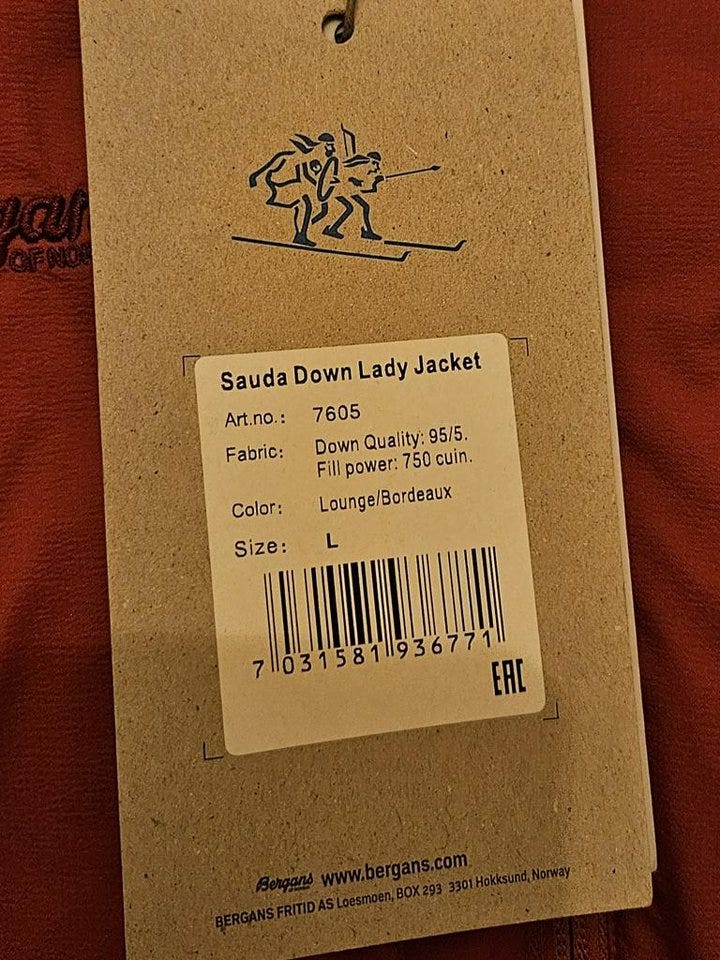 Sauda Down Lady Jacket
Art.no.: 7605
Fabric: Down Quality: 95/5.
Fill power: 750 cuin.
Color: Lounge/Bordeaux
Size: L
7 031581 936771
EAC
Bergans www.bergans.com
BERGANS FRITID AS Loesmoen, BOX 293 3301 Hokksund, Norway